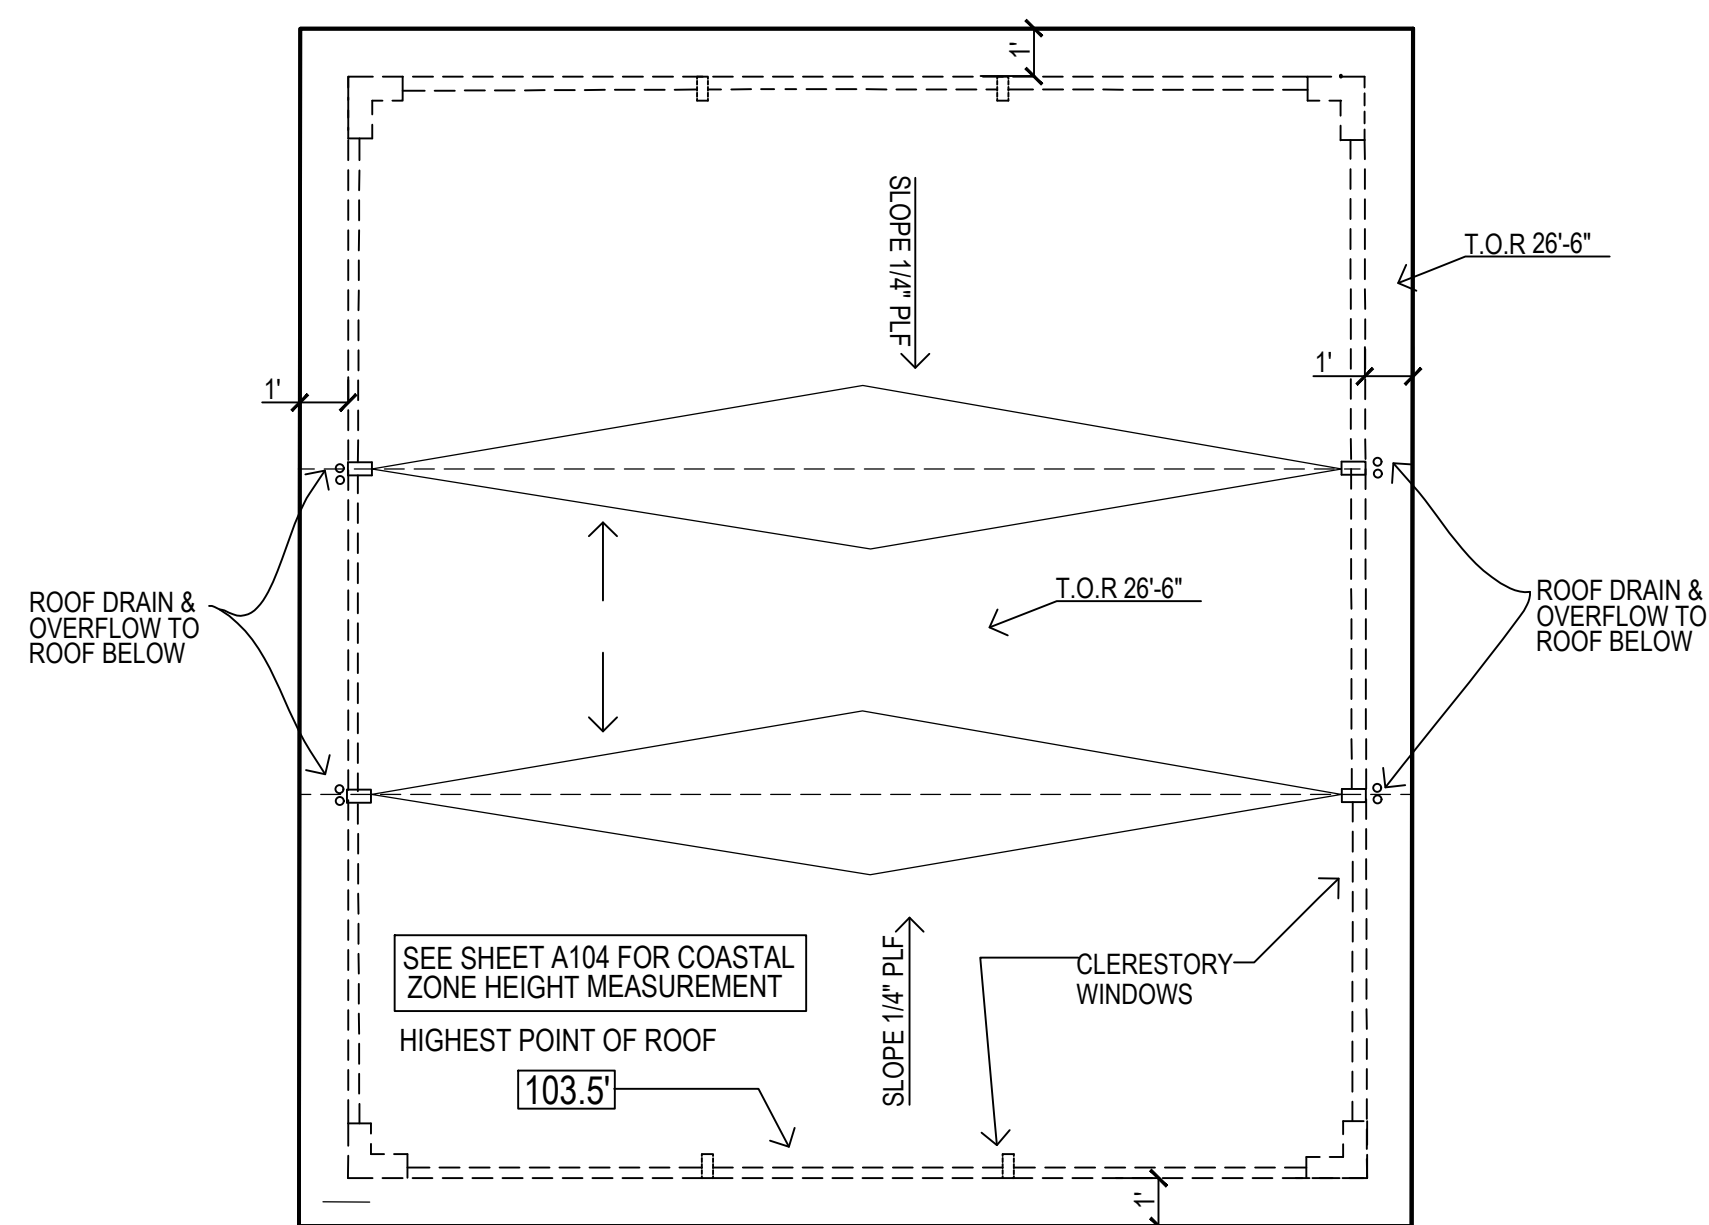 1'
SLOPE 1/4" PLF
T.O.R 26'-6"
1'
1'
ROOF DRAIN &
OVERFLOW TO
ROOF BELOW
T.O.R 26'-6"
ROOF DRAIN &
OVERFLOW TO
ROOF BELOW
SEE SHEET A104 FOR COASTAL
ZONE HEIGHT MEASUREMENT
HIGHEST POINT OF ROOF
103.5'
SLOPE 1/4" PLF
CLERESTORY
WINDOWS
1'